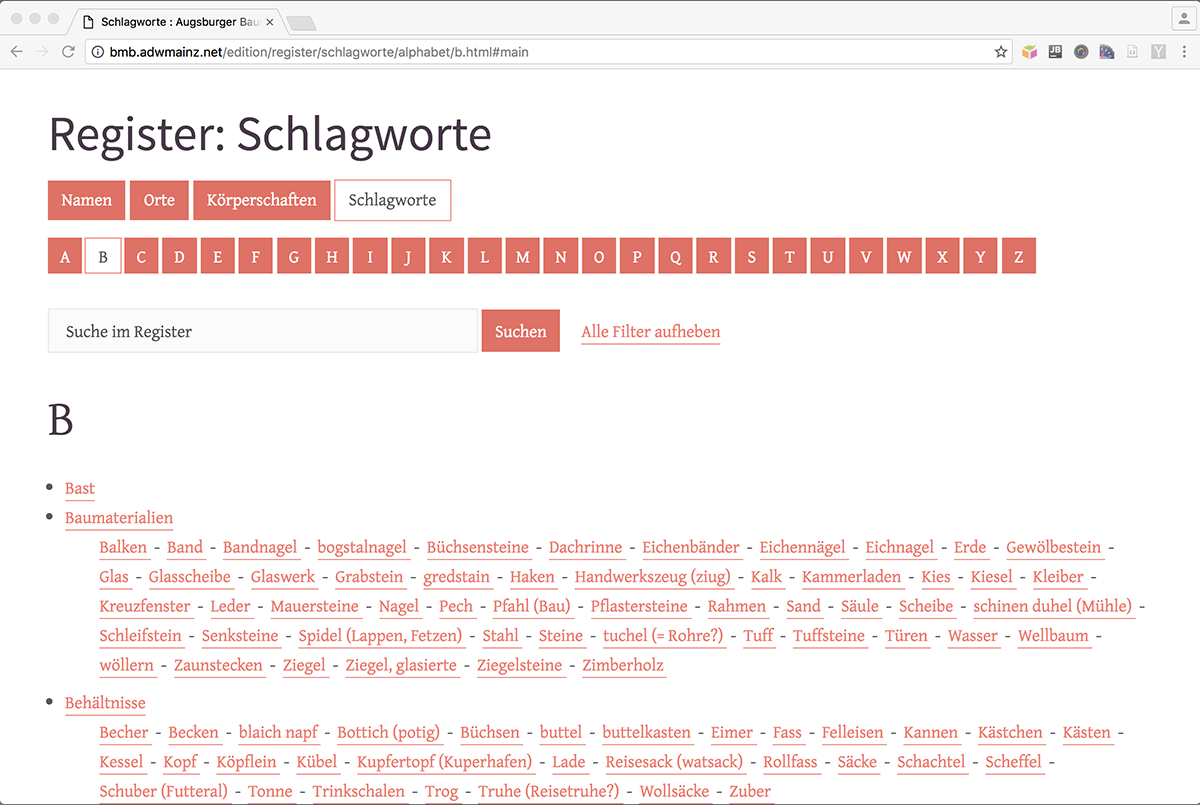 Schlagworte : Augsburger Bau
bmb.adwmainz.net/edition/register/schlagworte/alphabet/b.html#main
JB
Y
Register: Schlagworte
Namen Orte Körperschaften Schlagworte
A B C D E F G H I J K L M N O P Q R S T U V W X Y Z
Suche im Register Suchen Alle Filter aufheben
B
• Bast
• Baumaterialien
Balken - Band - Bandnagel - bogstalnagel - Büchsensteine - Dachrinne - Eichenbänder - Eichennägel - Eichnagel - Erde - Gewölbestein -
Glas - Glasscheibe - Glaswerk - Grabstein - gredstain - Haken - Handwerkszeug (ziug) - Kalk - Kammerladen - Kies - Kiesel - Kleiber -
Kreuzfenster - Leder - Mauersteine - Nagel - Pech - Pfahl (Bau) - Pflastersteine - Rahmen - Sand - Säule - Scheibe - schinen duhel (Mühle) -
Schleifstein - Senksteine - Spidel (Lappen, Fetzen) - Stahl - Steine - tuchel (= Rohre?) - Tuff - Tuffsteine - Türen - Wasser - Wellbaum -
wöllern - Zaunstecken - Ziegel - Ziegel, glasierte - Ziegelsteine - Zimberholz
• Behältnisse
Becher - Becken - blaich napf - Bottich (potig) - Büchsen - buttel - buttelkasten - Eimer - Fass - Felleisen - Kannen - Kästchen - Kästen -
Kessel - Kopf - Köpflein - Kübel - Kupfertopf (Kuperhafen) - Lade - Reisesack (watsack) - Rollfass - Säcke - Schachtel - Scheffel -
Schuber (Futteral) - Tonne - Trinkschalen - Trog - Truhe (Reisetruhe?) - Wollsäcke - Zuber